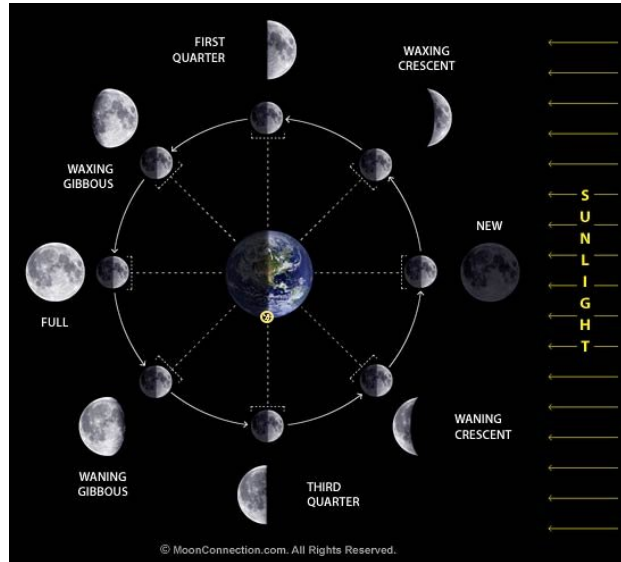 FIRST
QUARTER
WAXING
CRESCENT
WAXING
GIBBOUS
NEW
SUNLIGHT
FULL
WANING
CRESCENT
WANING
GIBBOUS
THIRD
QUARTER
© MoonConnection.com. All Rights Reserved.